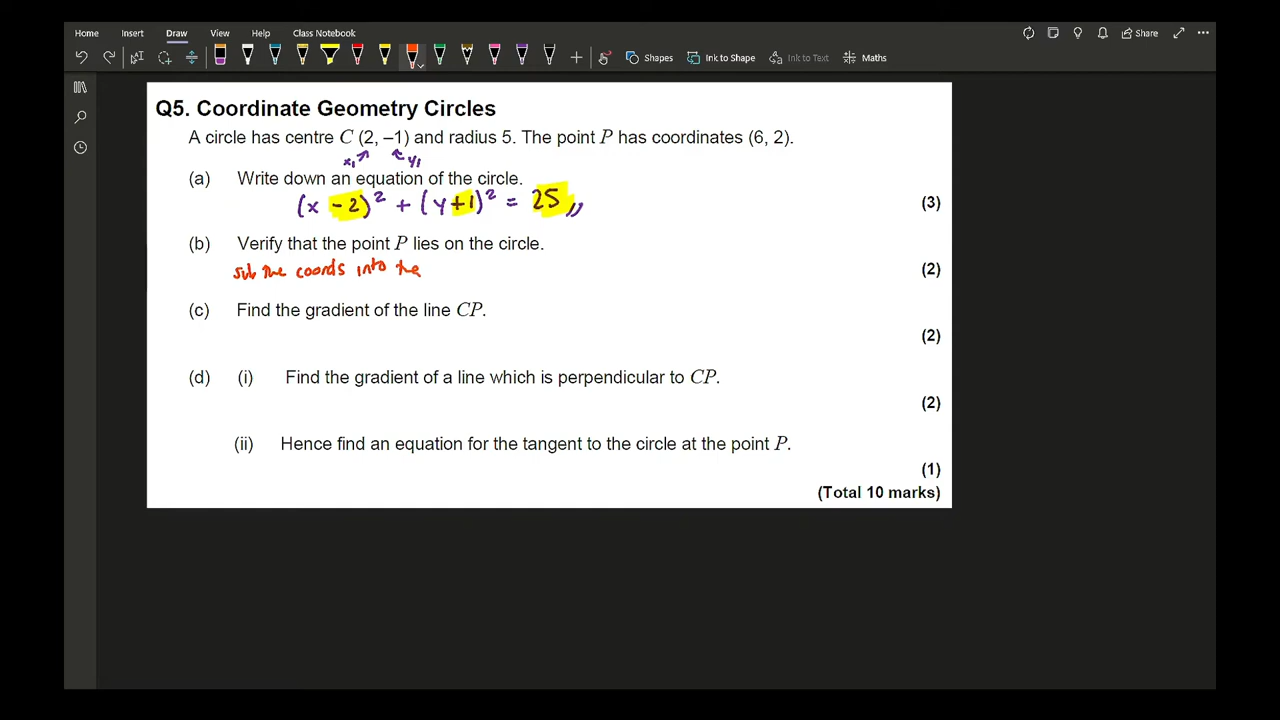 Home Insert Draw View Help Class Notebook
Share
Shapes Ink to Shape Ink to Text Maths
Q5. Coordinate Geometry Circles
A circle has centre C (2, –1) and radius 5. The point P has coordinates (6, 2).
x₁ y₁
(a) Write down an equation of the circle.
(x - 2)² + (y + 1)² = 25
(3)
(b) Verify that the point P lies on the circle.
sub the coords into the
(2)
(c) Find the gradient of the line CP.
(2)
(d) (i) Find the gradient of a line which is perpendicular to CP.
(2)
(ii) Hence find an equation for the tangent to the circle at the point P.
(1)
(Total 10 marks)